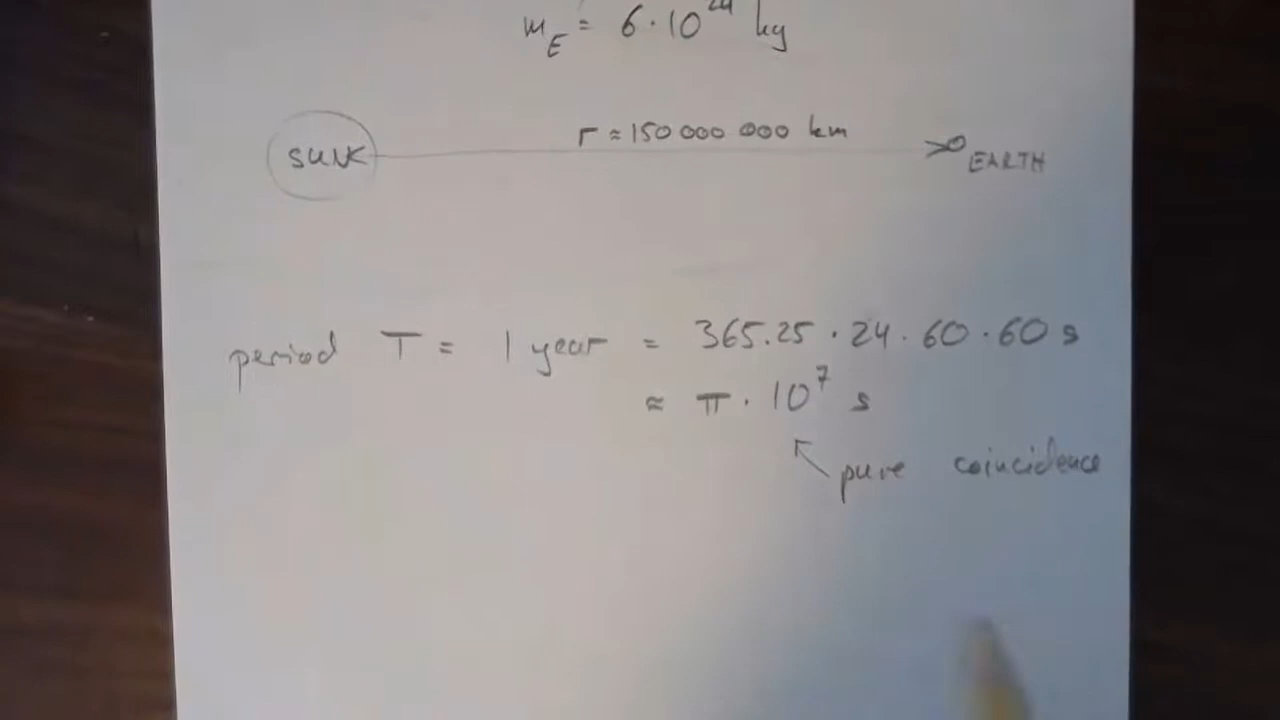 m_E = 6·10^24 kg
r ≈ 150 000 000 km
SUN
EARTH
period T = 1 year = 365.25 · 24 · 60 · 60 s
≈ π · 10^7 s
pure coincidence